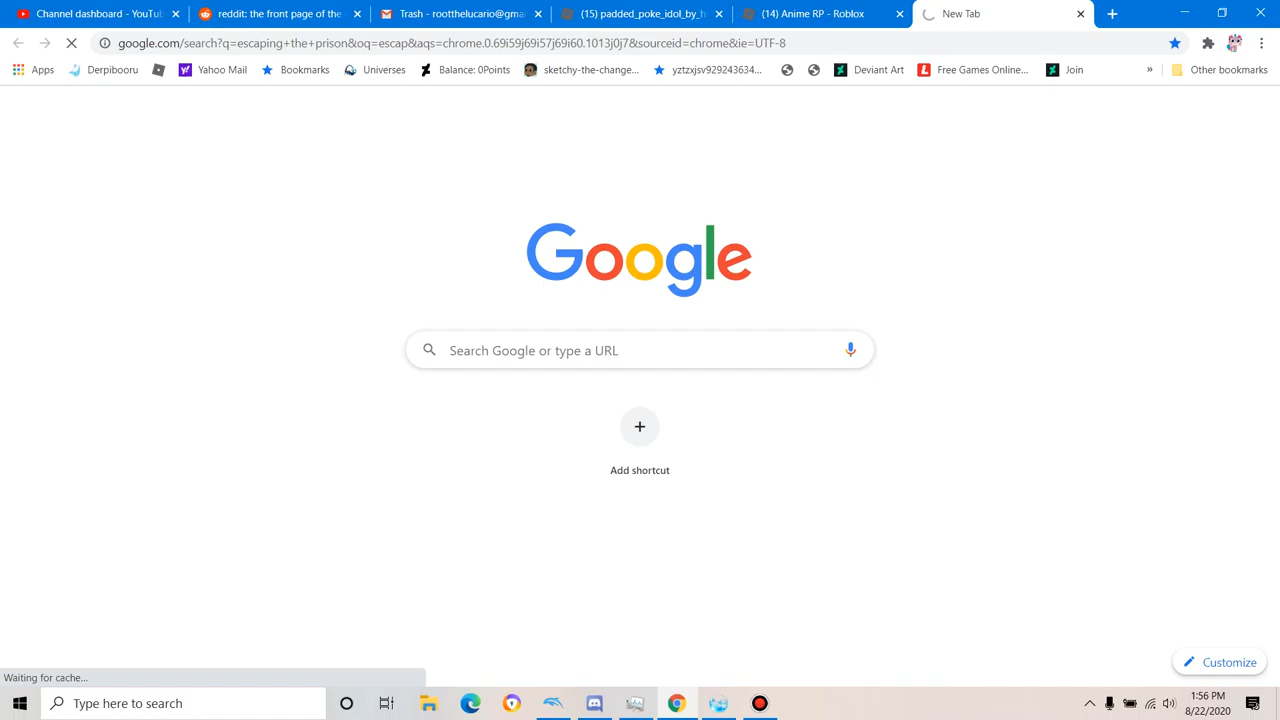 Channel dashboard - YouTub
reddit: the front page of the
Trash - rootthelucario@gma
(15) padded_poke_idol_by_h
(14) Anime RP - Roblox
New Tab
google.com/search?q=escaping+the+prison&oq=escap&aqs=chrome.0.69i59j69i57j69i60.1013j0j7&sourceid=chrome&ie=UTF-8
Apps
Derpibooru
Yahoo Mail
Bookmarks
Universes
Balance: 0Points
sketchy-the-change...
yztzxjsv929243634...
Deviant Art
Free Games Online...
Join
»
Other bookmarks
Google
Search Google or type a URL
Add shortcut
Customize
Waiting for cache...
Type here to search
1:56 PM
8/22/2020